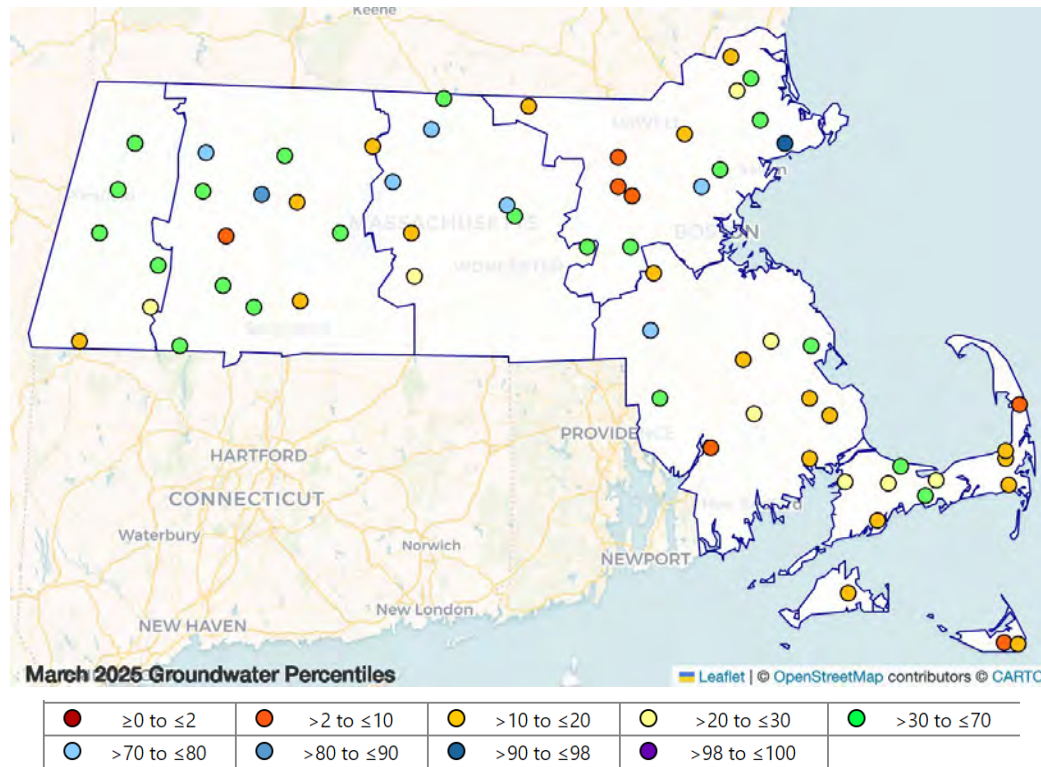 Keene
MASSACHUSETTS
BOSTON
WORCESTER
PROVIDENCE
HARTFORD
CONNECTICUT
Waterbury
Norwich
NEWPORT
New London
NEW HAVEN
March 2025 Groundwater Percentiles
Leaflet | © OpenStreetMap contributors © CARTO
≥0 to ≤2 >2 to ≤10 >10 to ≤20 >20 to ≤30 >30 to ≤70
>70 to ≤80 >80 to ≤90 >90 to ≤98 >98 to ≤100